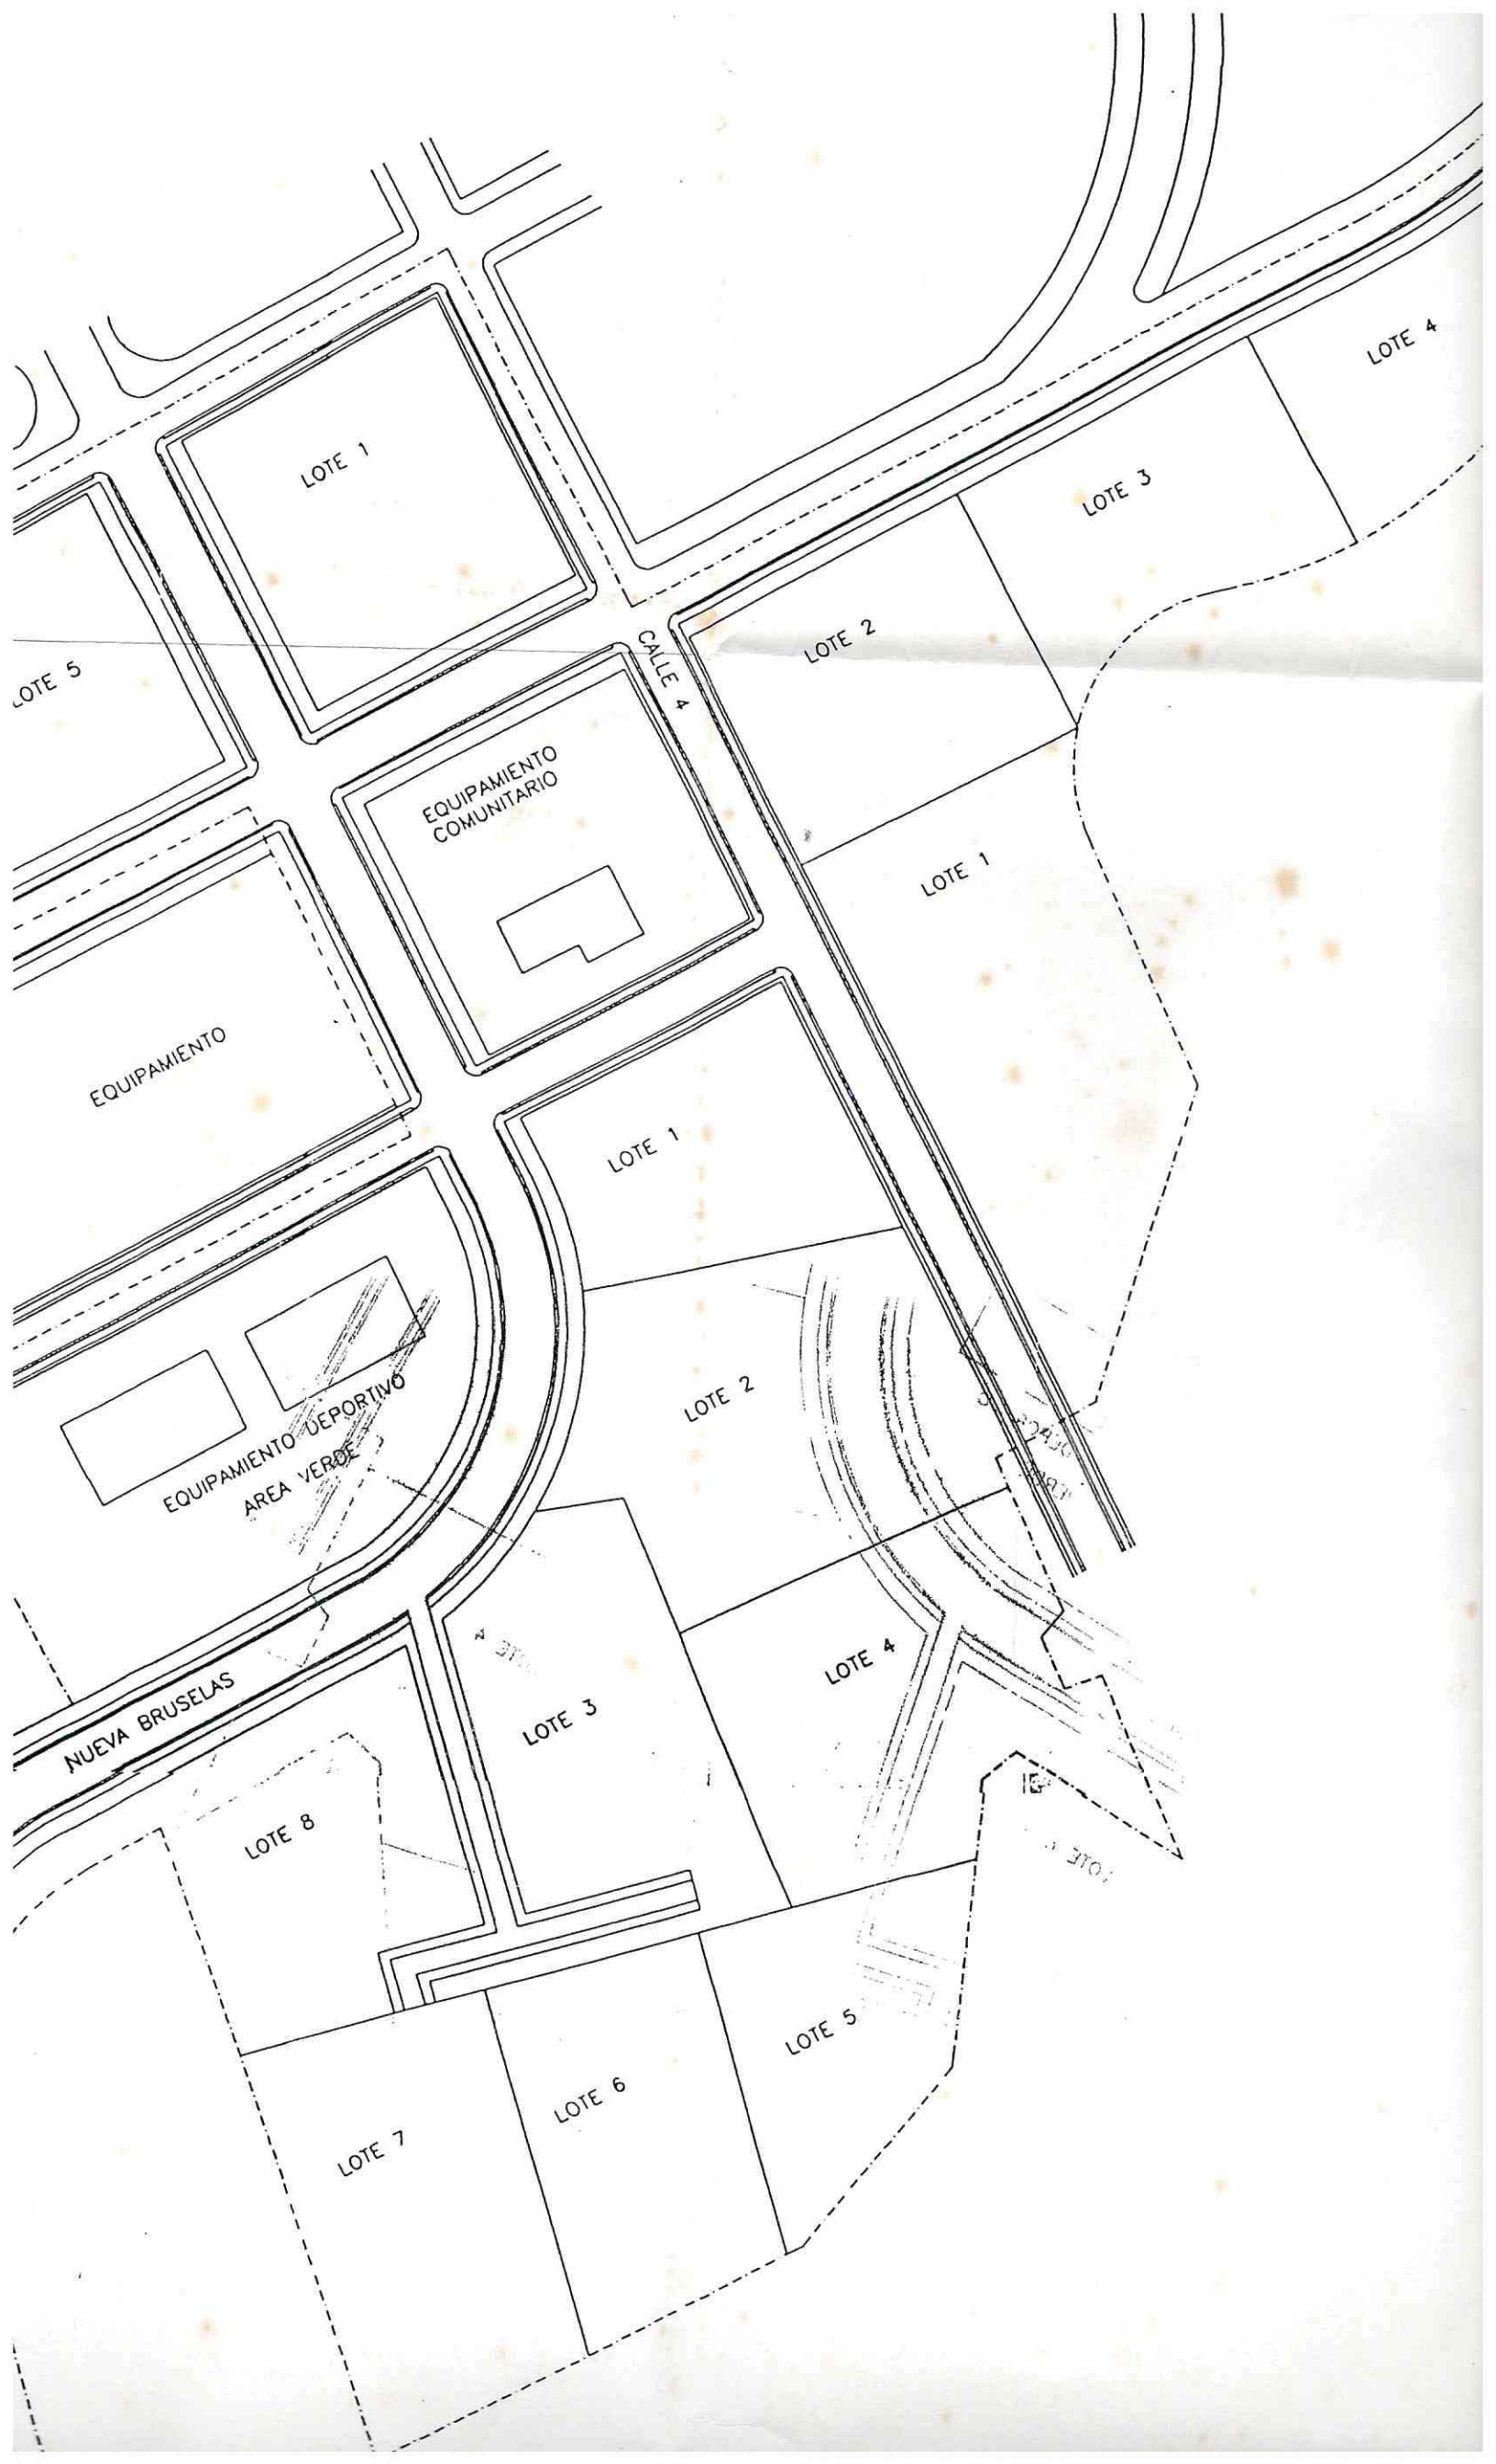 LOTE 4
LOTE 1
LOTE 3
LOTE 2
CALLE 4
LOTE 5
EQUIPAMIENTO
COMUNITARIO
LOTE 1
EQUIPAMIENTO
LOTE 1
LOTE 2
EQUIPAMIENTO DEPORTIVO
AREA VERDE
LOTE 4
LOTE 3
NUEVA BRUSELAS
LOTE 8
LOTE 5
LOTE 6
LOTE 7